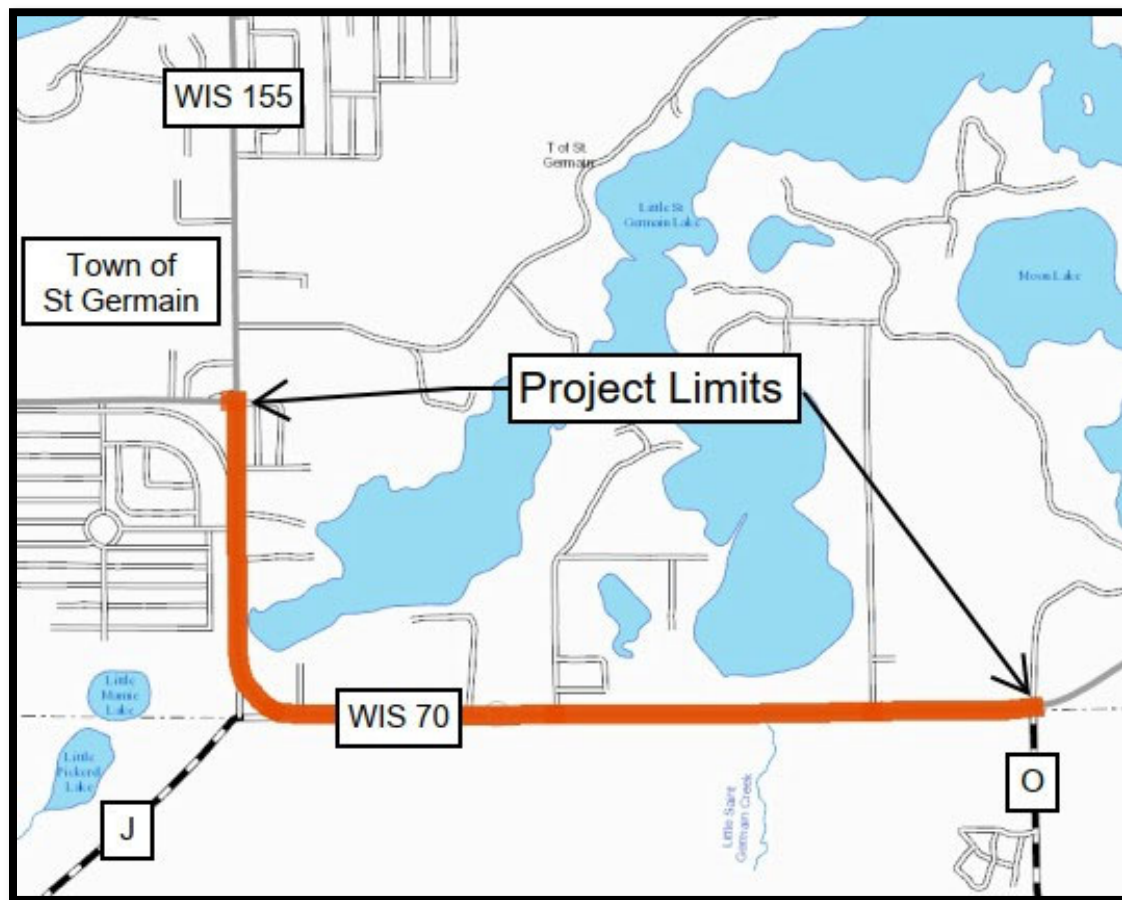 WIS 155
T of St.
Germain
Little St
Germain Lake
Town of
St Germain
Moon Lake
Project Limits
Little
Muric
Lake
WIS 70
Little
Pickerel
Lake
Little Saint
Germain Creek
O
J